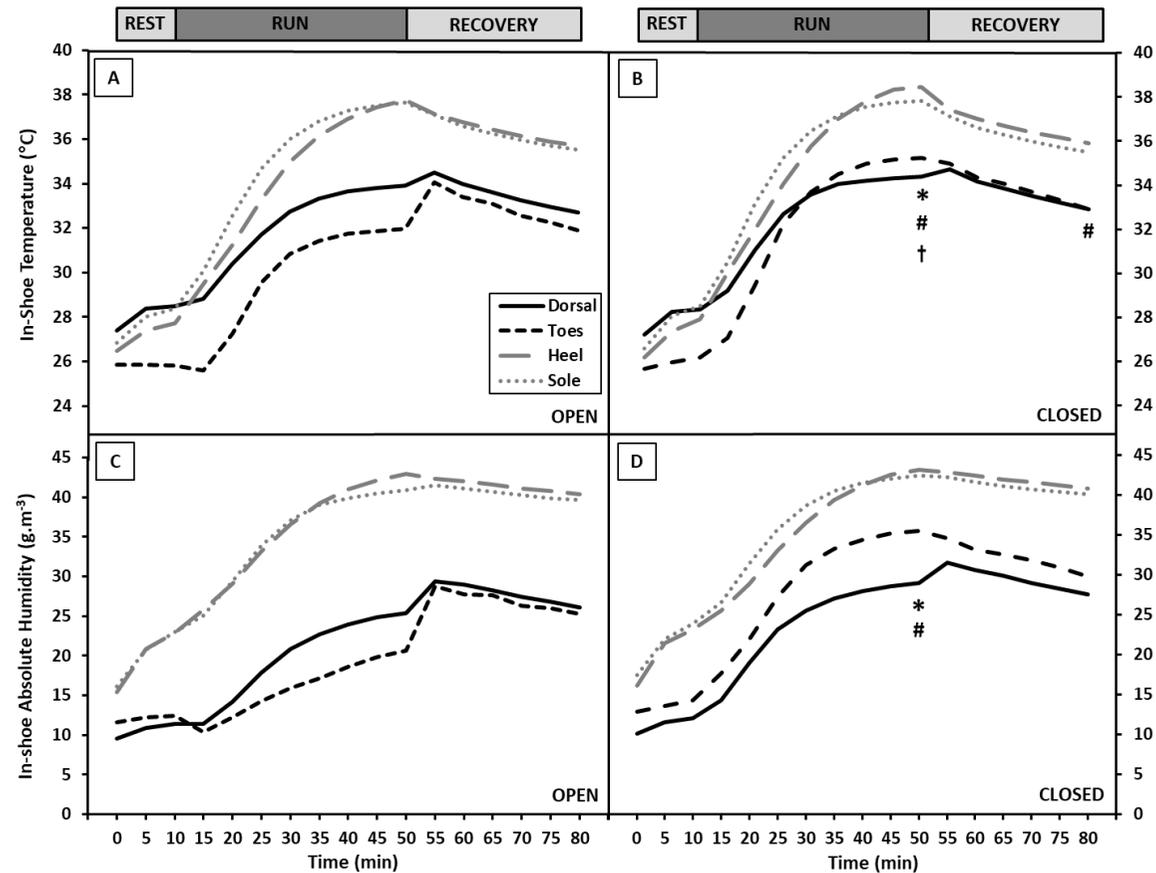 REST RUN RECOVERY REST RUN RECOVERY
40 40
A B
38 38
36 36
34 34
*
32 # #
32
†
30 30
Dorsal
28 Toes 28
Heel
26 Sole 26
24 24
OPEN CLOSED
In-Shoe Temperature (°C)
C D
45 45
40 40
35 35
30 30
*
25 # 25
20 20
15 15
10 10
5 5
OPEN CLOSED
0 0
In-shoe Absolute Humidity (g.m-³)
0 5 10 15 20 25 30 35 40 45 50 55 60 65 70 75 80 0 5 10 15 20 25 30 35 40 45 50 55 60 65 70 75 80
Time (min) Time (min)